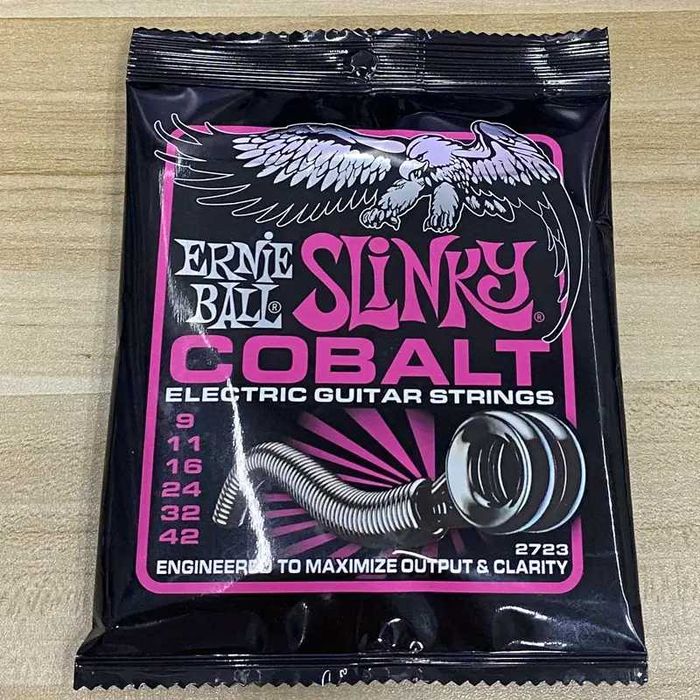 ERNIE
BALL®
SLINKY®
COBALT
ELECTRIC GUITAR STRINGS
9
11
16
24
32
42
2723
ENGINEERED TO MAXIMIZE OUTPUT & CLARITY